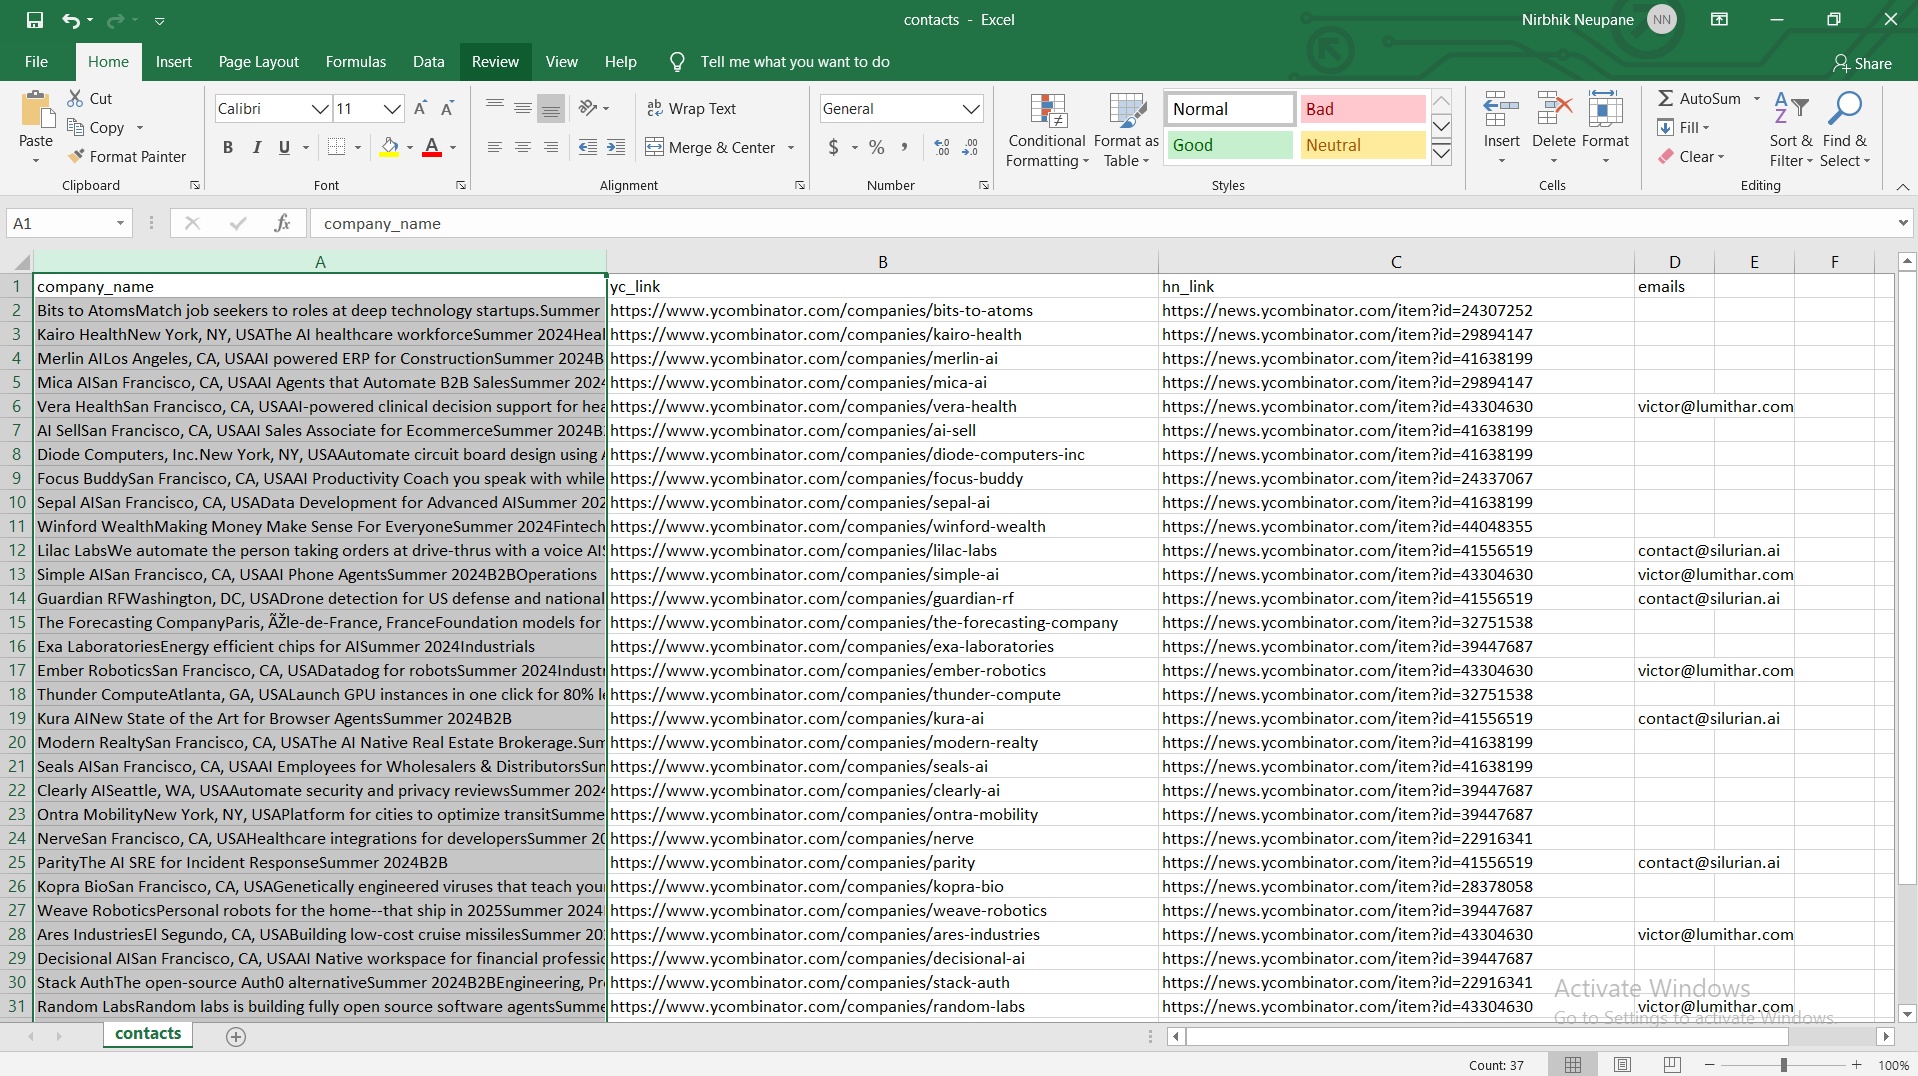 contacts - Excel
Nirbhik Neupane NN
File Home Insert Page Layout Formulas Data Review View Help Tell me what you want to do Share
Paste Cut Copy Format Painter Clipboard
Calibri 11 B I U A Font
Wrap Text Merge & Center Alignment
General $ % Number
Conditional Formatting Format as Table Normal Bad Good Neutral Styles
Insert Delete Format Cells
AutoSum Fill Clear Sort & Filter Find & Select Editing
A1 fx company_name
A B C D E F
1 company_name yc_link hn_link emails
2 Bits to AtomsMatch job seekers to roles at deep technology startups.Summer https://www.ycombinator.com/companies/bits-to-atoms https://news.ycombinator.com/item?id=24307252
3 Kairo HealthNew York, NY, USAThe AI healthcare workforceSummer 2024Heal https://www.ycombinator.com/companies/kairo-health https://news.ycombinator.com/item?id=29894147
4 Merlin AILos Angeles, CA, USAAI powered ERP for ConstructionSummer 2024B https://www.ycombinator.com/companies/merlin-ai https://news.ycombinator.com/item?id=41638199
5 Mica AISan Francisco, CA, USAAI Agents that Automate B2B SalesSummer 2024 https://www.ycombinator.com/companies/mica-ai https://news.ycombinator.com/item?id=29894147
6 Vera HealthSan Francisco, CA, USAAI-powered clinical decision support for hea https://www.ycombinator.com/companies/vera-health https://news.ycombinator.com/item?id=43304630 victor@lumithar.com
7 AI SellSan Francisco, CA, USAAI Sales Associate for EcommerceSummer 2024B https://www.ycombinator.com/companies/ai-sell https://news.ycombinator.com/item?id=41638199
8 Diode Computers, Inc.New York, NY, USAAutomate circuit board design using A https://www.ycombinator.com/companies/diode-computers-inc https://news.ycombinator.com/item?id=41638199
9 Focus BuddySan Francisco, CA, USAAI Productivity Coach you speak with while https://www.ycombinator.com/companies/focus-buddy https://news.ycombinator.com/item?id=24337067
10 Sepal AISan Francisco, CA, USAData Development for Advanced AISummer 202 https://www.ycombinator.com/companies/sepal-ai https://news.ycombinator.com/item?id=41638199
11 Winford WealthMaking Money Make Sense For EveryoneSummer 2024Fintech https://www.ycombinator.com/companies/winford-wealth https://news.ycombinator.com/item?id=44048355
12 Lilac LabsWe automate the person taking orders at drive-thrus with a voice AIS https://www.ycombinator.com/companies/lilac-labs https://news.ycombinator.com/item?id=41556519 contact@silurian.ai
13 Simple AISan Francisco, CA, USAAI Phone AgentsSummer 2024B2BOperations https://www.ycombinator.com/companies/simple-ai https://news.ycombinator.com/item?id=43304630 victor@lumithar.com
14 Guardian RFWashington, DC, USADrone detection for US defense and national https://www.ycombinator.com/companies/guardian-rf https://news.ycombinator.com/item?id=41556519 contact@silurian.ai
15 The Forecasting CompanyParis, ÃŽle-de-France, FranceFoundation models for https://www.ycombinator.com/companies/the-forecasting-company https://news.ycombinator.com/item?id=32751538
16 Exa LaboratoriesEnergy efficient chips for AISummer 2024Industrials https://www.ycombinator.com/companies/exa-laboratories https://news.ycombinator.com/item?id=39447687
17 Ember RoboticsSan Francisco, CA, USADatadog for robotsSummer 2024Industr https://www.ycombinator.com/companies/ember-robotics https://news.ycombinator.com/item?id=43304630 victor@lumithar.com
18 Thunder ComputeAtlanta, GA, USALaunch GPU instances in one click for 80% le https://www.ycombinator.com/companies/thunder-compute https://news.ycombinator.com/item?id=32751538
19 Kura AINew State of the Art for Browser AgentsSummer 2024B2B https://www.ycombinator.com/companies/kura-ai https://news.ycombinator.com/item?id=41556519 contact@silurian.ai
20 Modern RealtySan Francisco, CA, USAThe AI Native Real Estate Brokerage.Sum https://www.ycombinator.com/companies/modern-realty https://news.ycombinator.com/item?id=41638199
21 Seals AISan Francisco, CA, USAAI Employees for Wholesalers & DistributorsSum https://www.ycombinator.com/companies/seals-ai https://news.ycombinator.com/item?id=41638199
22 Clearly AISeattle, WA, USAAutomate security and privacy reviewsSummer 2024 https://www.ycombinator.com/companies/clearly-ai https://news.ycombinator.com/item?id=39447687
23 Ontra MobilityNew York, NY, USAPlatform for cities to optimize transitSumme https://www.ycombinator.com/companies/ontra-mobility https://news.ycombinator.com/item?id=39447687
24 NerveSan Francisco, CA, USAHealthcare integrations for developersSummer 20 https://www.ycombinator.com/companies/nerve https://news.ycombinator.com/item?id=22916341
25 ParityThe AI SRE for Incident ResponseSummer 2024B2B https://www.ycombinator.com/companies/parity https://news.ycombinator.com/item?id=41556519 contact@silurian.ai
26 Kopra BioSan Francisco, CA, USAGenetically engineered viruses that teach your https://www.ycombinator.com/companies/kopra-bio https://news.ycombinator.com/item?id=28378058
27 Weave RoboticsPersonal robots for the home--that ship in 2025Summer 2024 https://www.ycombinator.com/companies/weave-robotics https://news.ycombinator.com/item?id=39447687
28 Ares IndustriesEl Segundo, CA, USABuilding low-cost cruise missilesSummer 20 https://www.ycombinator.com/companies/ares-industries https://news.ycombinator.com/item?id=43304630 victor@lumithar.com
29 Decisional AISan Francisco, CA, USAAI Native workspace for financial professio https://www.ycombinator.com/companies/decisional-ai https://news.ycombinator.com/item?id=39447687
30 Stack AuthThe open-source Auth0 alternativeSummer 2024B2BEngineering, Pr https://www.ycombinator.com/companies/stack-auth https://news.ycombinator.com/item?id=22916341
31 Random LabsRandom labs is building fully open source software agentsSumme https://www.ycombinator.com/companies/random-labs https://news.ycombinator.com/item?id=43304630 victor@lumithar.com
Activate Windows
Go to Settings to activate Windows.
contacts
Count: 37 100%